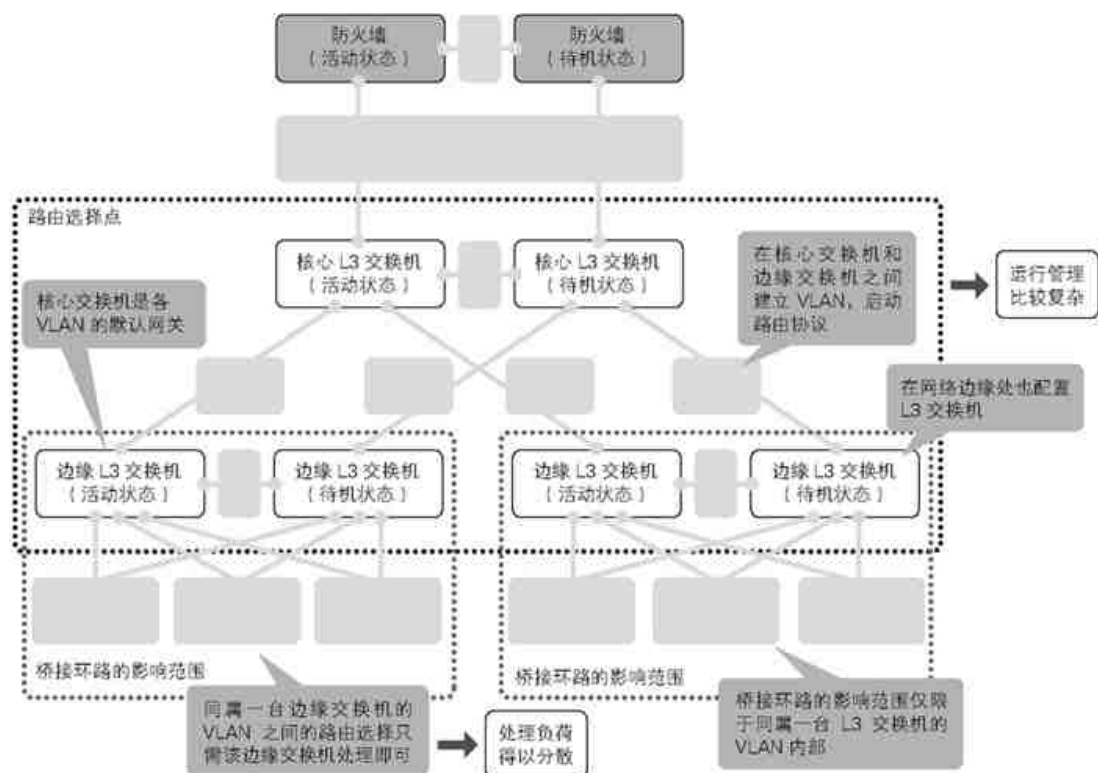 防火墙
（活动状态）
防火墙
（待机状态）
路由选择点
核心 L3 交换机
（活动状态）
核心 L3 交换机
（待机状态）
在核心交换机和
边缘交换机之间
建立 VLAN，启动
路由协议
运行管理
比较复杂
核心交换机是各
VLAN 的默认网关
在网络边缘处也配置
L3 交换机
边缘 L3 交换机
（活动状态）
边缘 L3 交换机
（待机状态）
边缘 L3 交换机
（活动状态）
边缘 L3 交换机
（待机状态）
桥接环路的影响范围
桥接环路的影响范围
同属一台边缘交换机的
VLAN 之间的路由选择只
需该边缘交换机处理即可
处理负荷
得以分散
桥接环路的影响范围仅限
于同属一台 L3 交换机的
VLAN 内部